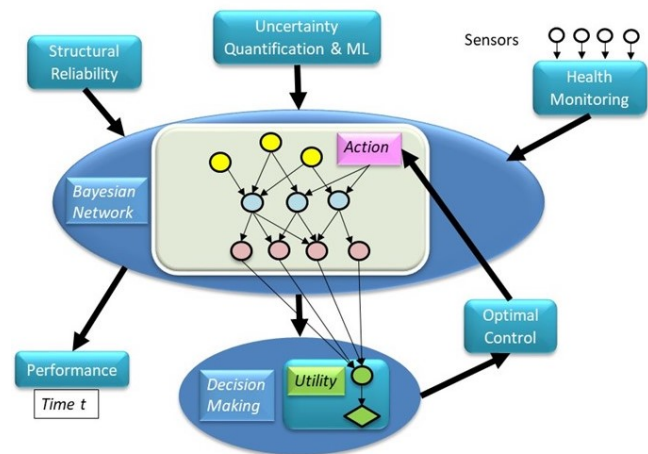 Structural
Reliability
Uncertainty
Quantification & ML
Sensors
Health
Monitoring
Action
Bayesian
Network
Optimal
Control
Performance
Time t
Decision
Making
Utility